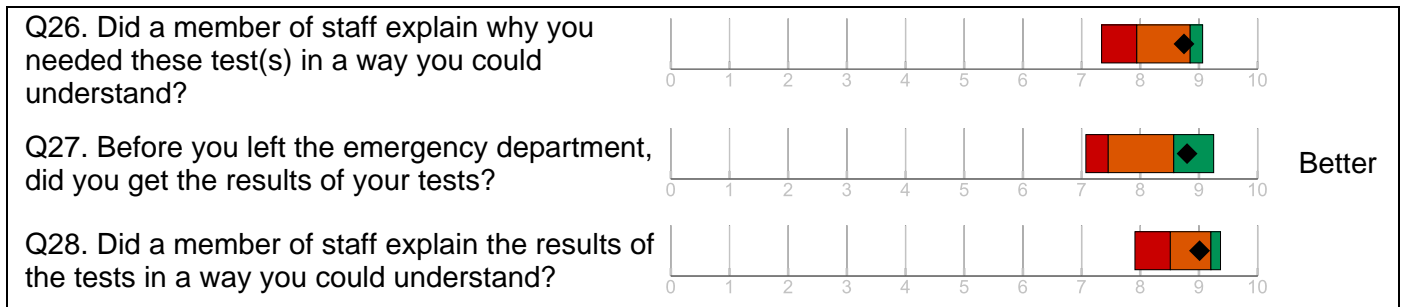 Q26. Did a member of staff explain why you
needed these test(s) in a way you could
understand?
0 1 2 3 4 5 6 7 8 9 10
Q27. Before you left the emergency department,
did you get the results of your tests?
Better
0 1 2 3 4 5 6 7 8 9 10
Q28. Did a member of staff explain the results of
the tests in a way you could understand?
0 1 2 3 4 5 6 7 8 9 10